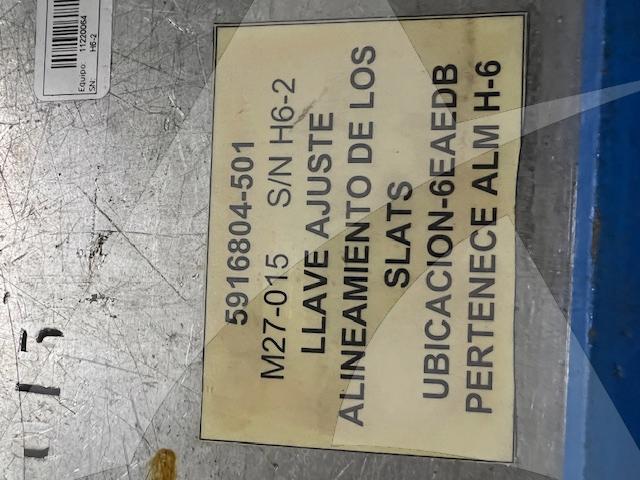 Equipo: 11220064
SN: H6-2
5916804-501
M27-015 S/N H6-2
LLAVE AJUSTE
ALINEAMIENTO DE LOS
SLATS
UBICACION-6EAEDB
PERTENECE ALM H-6